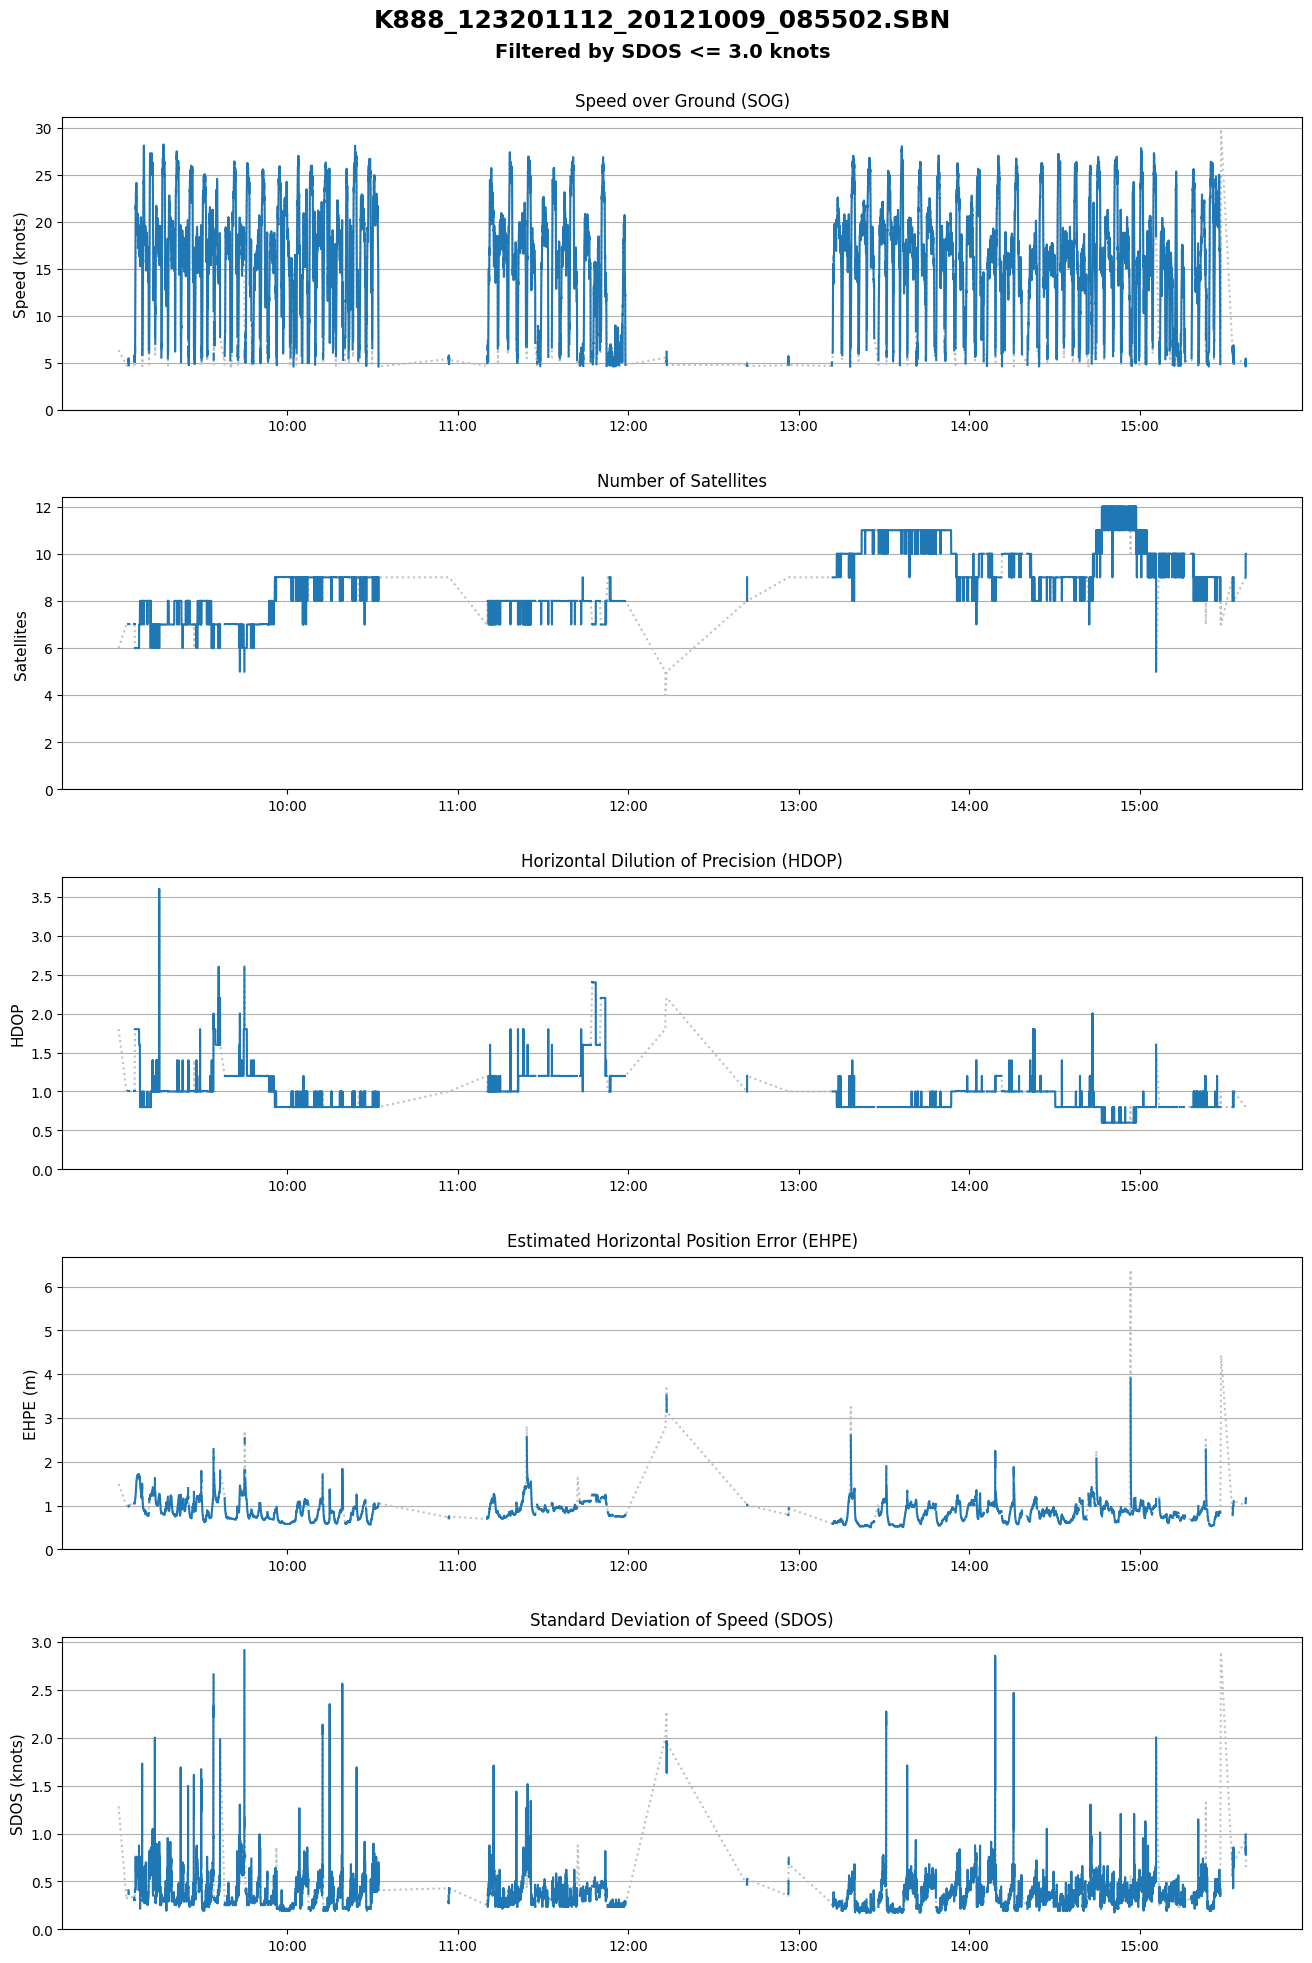 K888_123201112_20121009_085502.SBN
Filtered by SDOS <= 3.0 knots
Speed over Ground (SOG)
Speed (knots)
30
25
20
15
10
5
0
10:00 11:00 12:00 13:00 14:00 15:00
Number of Satellites
Satellites
12
10
8
6
4
2
0
10:00 11:00 12:00 13:00 14:00 15:00
Horizontal Dilution of Precision (HDOP)
HDOP
3.5
3.0
2.5
2.0
1.5
1.0
0.5
0.0
10:00 11:00 12:00 13:00 14:00 15:00
Estimated Horizontal Position Error (EHPE)
EHPE (m)
6
5
4
3
2
1
0
10:00 11:00 12:00 13:00 14:00 15:00
Standard Deviation of Speed (SDOS)
SDOS (knots)
3.0
2.5
2.0
1.5
1.0
0.5
0.0
10:00 11:00 12:00 13:00 14:00 15:00